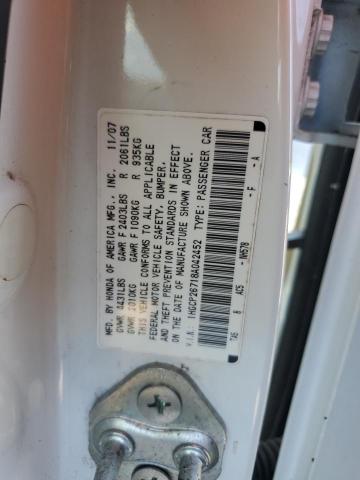 MFD. BY HONDA OF AMERICA MFG., INC. 11/07
GVWR 4431LBS GAWR F 2403LBS R 2061LBS
GVWR 2010KG GAWR F 1090KG R 935KG
THIS VEHICLE CONFORMS TO ALL APPLICABLE
FEDERAL MOTOR VEHICLE SAFETY, BUMPER,
AND THEFT PREVENTION STANDARDS IN EFFECT
ON THE DATE OF MANUFACTURE SHOWN ABOVE.
V.I.N.: 1HGCP26718A042452 TYPE: PASSENGER CAR
TA5 B AC5 NH578 - F - A